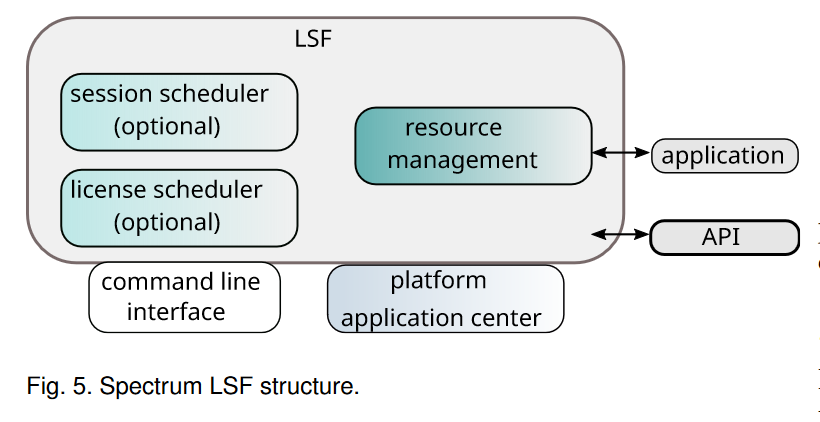 LSF
session scheduler
(optional)
resource
management
application
license scheduler
(optional)
API
command line
interface
platform
application center
Fig. 5. Spectrum LSF structure.